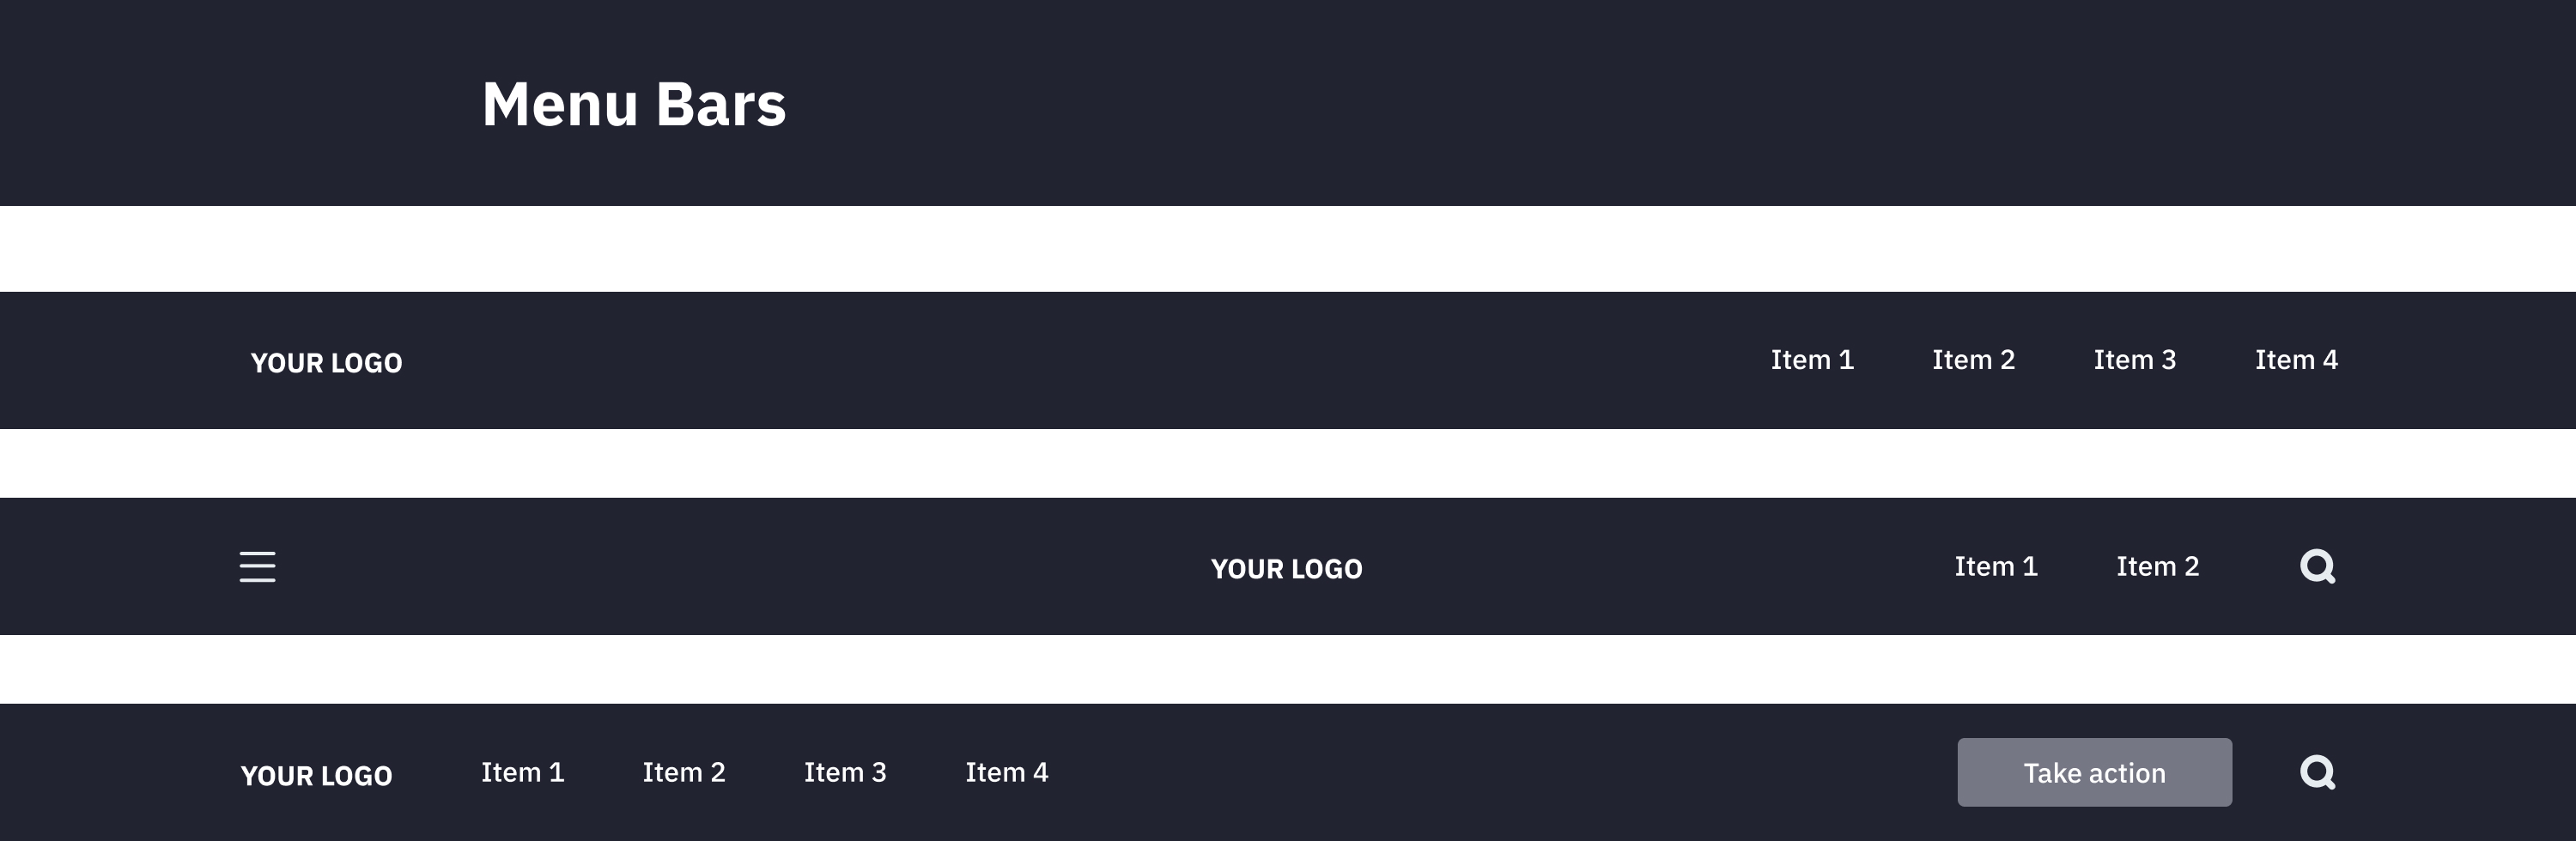 Menu Bars
YOUR LOGO Item 1 Item 2 Item 3 Item 4
YOUR LOGO Item 1 Item 2
YOUR LOGO Item 1 Item 2 Item 3 Item 4 Take action